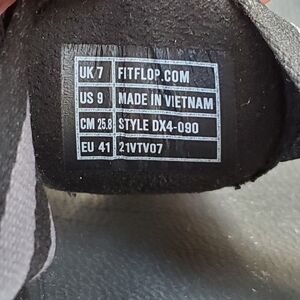 UK 7 FITFLOP.COM
US 9 MADE IN VIETNAM
CM 25.8 STYLE DX4-090
EU 41 21VTV07